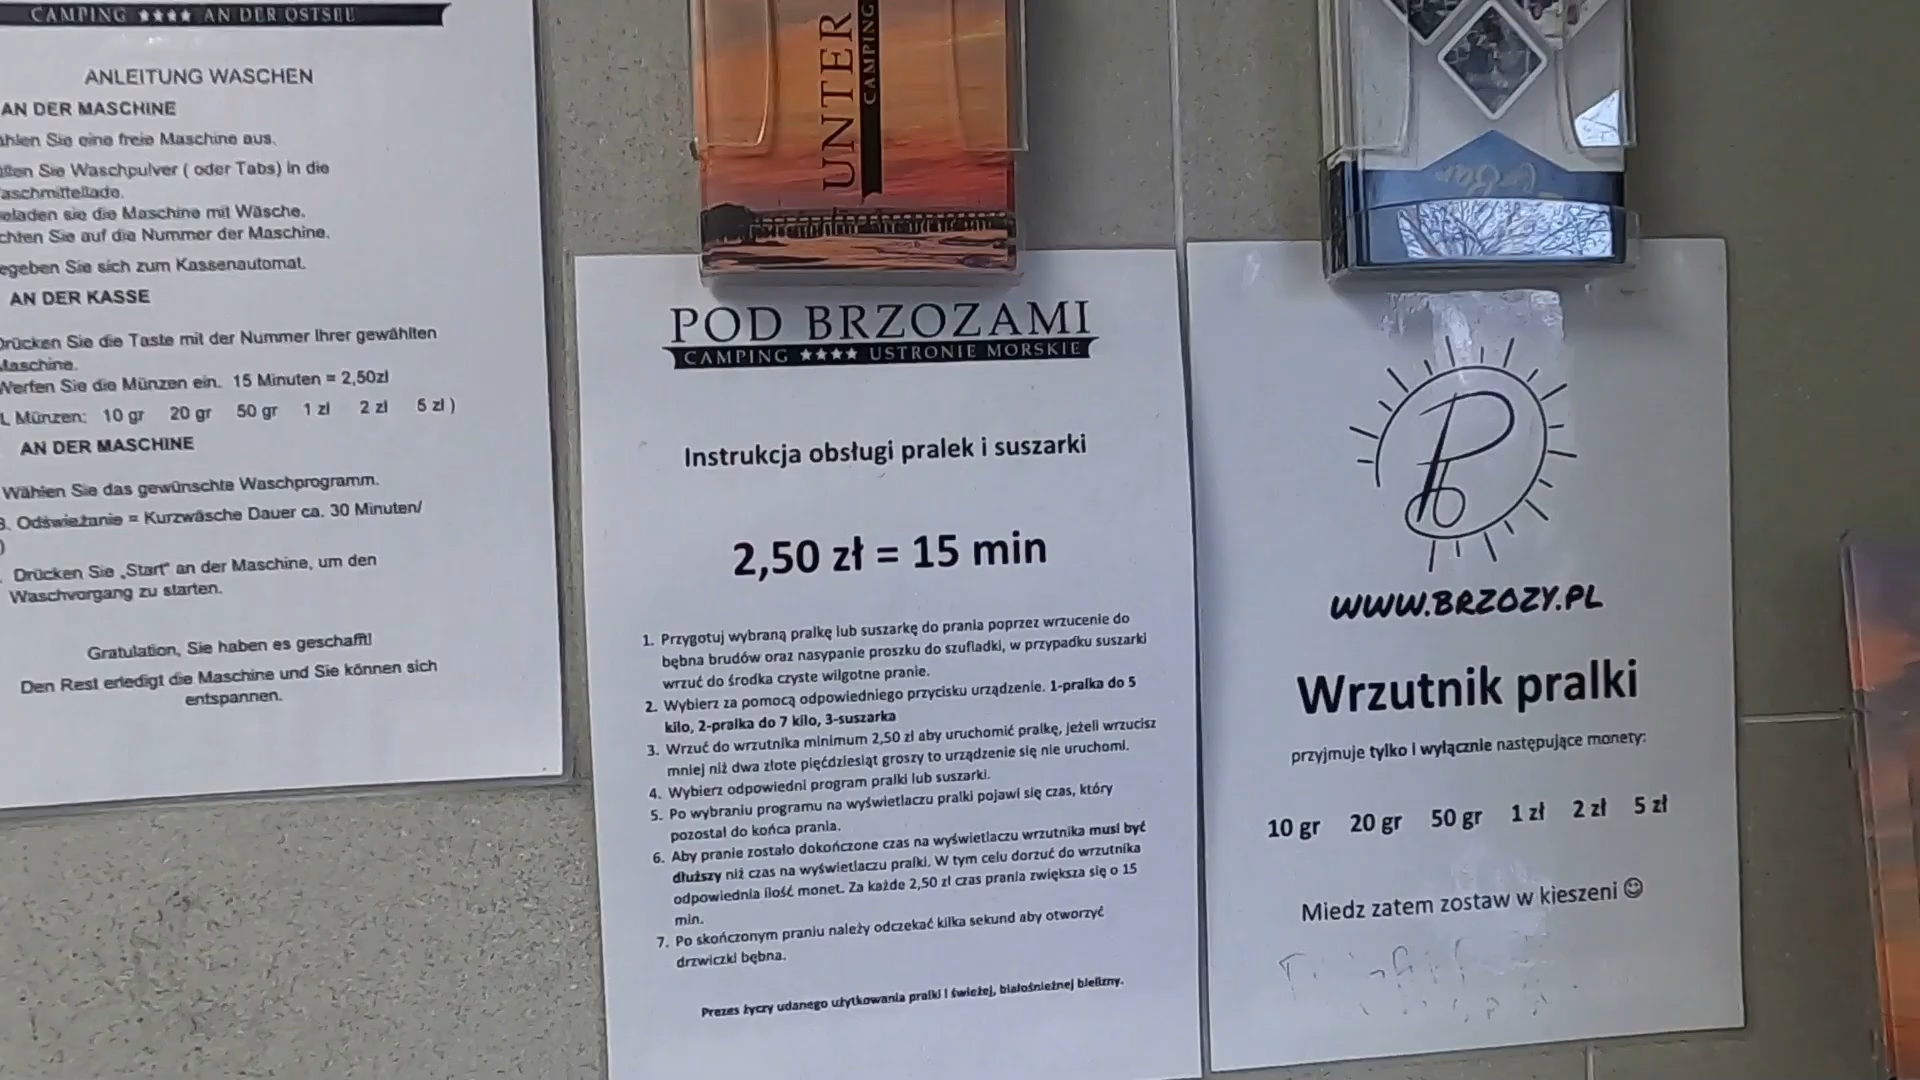 CAMPING **** AN DER OSTSEE
ANLEITUNG WASCHEN
AN DER MASCHINE
Sie eine freie Maschine aus.
Sie Waschpulver ( oder Tabs) in die
sie die Maschine mit Wäsche.
Sie auf die Nummer der Maschine.
sich zum Kassenautomat.
AN DER KASSE
Drücken Sie die Taste mit der Nummer Ihrer gewählten
Maschine.
Werfen Sie die Münzen ein. 15 Minuten = 2,50zl
Münzen: 10 gr 20 gr 50 gr 1 zl 2 zl 5 zl )
AN DER MASCHINE
Wählen Sie das gewünschte Waschprogramm.
B. Odświeżanie = Kurzwäsche Dauer ca. 30 Minuten/
)
Drücken Sie „Start" an der Maschine, um den
Waschvorgang zu starten.
Gratulation, Sie haben es geschafft!
Den Rest erledigt die Maschine und Sie können sich
entspannen.
UNTER
CAMPING
POD BRZOZAMI
CAMPING **** USTRONIE MORSKIE
Instrukcja obsługi pralek i suszarki
2,50 zł = 15 min
1. Przygotuj wybraną pralkę lub suszarkę do prania poprzez wrzucenie do
bębna brudów oraz nasypanie proszku do szufladki, w przypadku suszarki
wrzuć do środka czyste wilgotne pranie.
2. Wybierz za pomocą odpowiedniego przycisku urządzenie. 1-pralka do 5
kilo, 2-pralka do 7 kilo, 3-suszarka
3. Wrzuć do wrzutnika minimum 2,50 zł aby uruchomić pralkę, jeżeli wrzucisz
mniej niż dwa złote pięćdziesiąt groszy to urządzenie się nie uruchomi.
4. Wybierz odpowiedni program pralki lub suszarki.
5. Po wybraniu programu na wyświetlaczu pralki pojawi się czas, który
pozostał do końca prania.
6. Aby pranie zostało dokończone czas na wyświetlaczu wrzutnika musi być
dłuższy niż czas na wyświetlaczu pralki. W tym celu dorzuć do wrzutnika
odpowiednia ilość monet. Za każde 2,50 zł czas prania zwiększa się o 15
min.
7. Po skończonym praniu należy odczekać kilka sekund aby otworzyć
drzwiczki bębna.
Prezes życzy udanego użytkowania pralki i świeżej, białośnieżnej bielizny.
WWW.BRZOZY.PL
Wrzutnik pralki
przyjmuje tylko i wyłącznie następujące monety:
10 gr 20 gr 50 gr 1 zł 2 zł 5 zł
Miedz zatem zostaw w kieszeni ☺